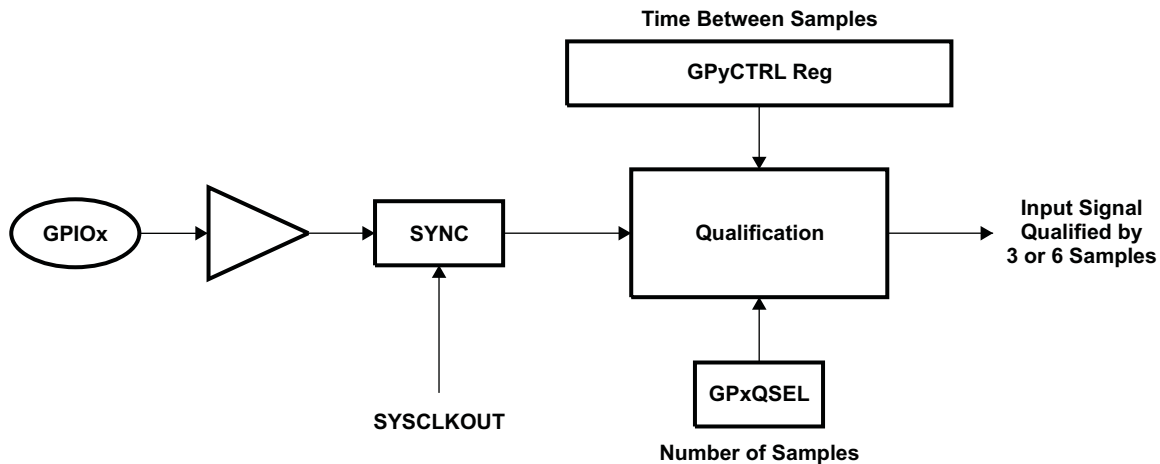 Time Between Samples
GPyCTRL Reg
GPIOx
SYNC
Qualification
Input Signal
Qualified by
3 or 6 Samples
GPxQSEL
SYSCLKOUT
Number of Samples